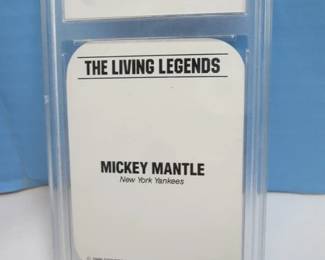 THE LIVING LEGENDS
MICKEY MANTLE
New York Yankees